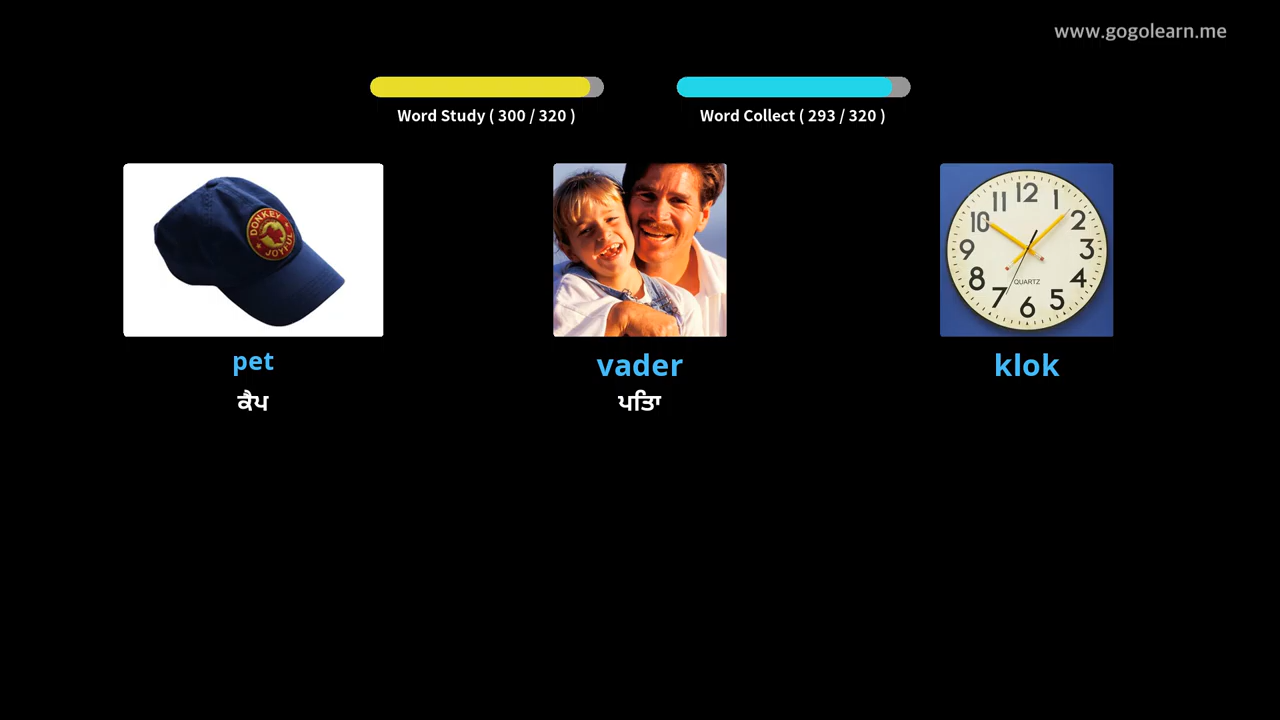 www.gogolearn.me
Word Study ( 300 / 320 )
Word Collect ( 293 / 320 )
DONKEY
JOYFUL
12
1
2
3
4
5
6
7
8
9
10
11
QUARTZ
pet
vader
klok
ਕੈਪ
ਪਤਿਾ